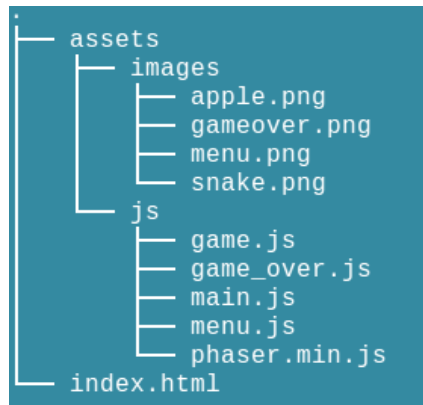 .
assets
images
apple.png
gameover.png
menu.png
snake.png
js
game.js
game_over.js
main.js
menu.js
phaser.min.js
index.html